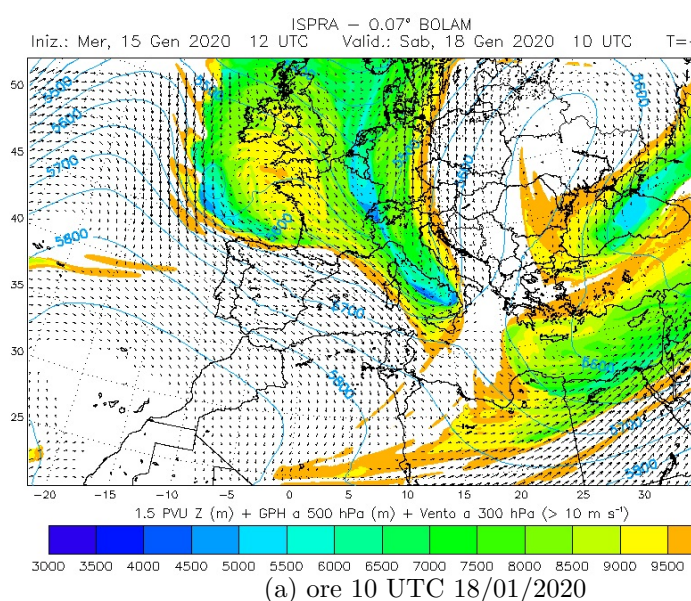 ISPRA – 0.07° BOLAM
Iniz.: Mer, 15 Gen 2020 12 UTC Valid.: Sab, 18 Gen 2020 10 UTC T=
50
45
40
35
30
25
5600
5700
5800
5600
5700
5800
5600
5700
5800
-20 -15 -10 -5 0 5 10 15 20 25 30
1.5 PVU Z (m) + GPH a 500 hPa (m) + Vento a 300 hPa (> 10 m s⁻¹)
3000 3500 4000 4500 5000 5500 6000 6500 7000 7500 8000 8500 9000 9500
(a) ore 10 UTC 18/01/2020